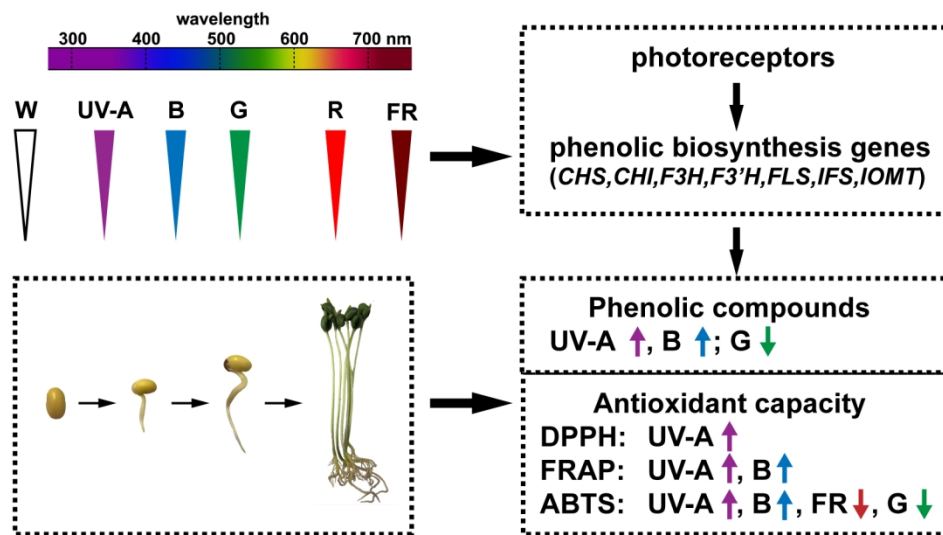 wavelength
300 400 500 600 700 nm
W UV-A B G R FR
photoreceptors
phenolic biosynthesis genes
(CHS,CHI,F3H,F3'H,FLS,IFS,IOMT)
Phenolic compounds
UV-A ↑, B ↑; G ↓
Antioxidant capacity
DPPH: UV-A ↑
FRAP: UV-A ↑, B ↑
ABTS: UV-A ↑, B ↑, FR ↓, G ↓